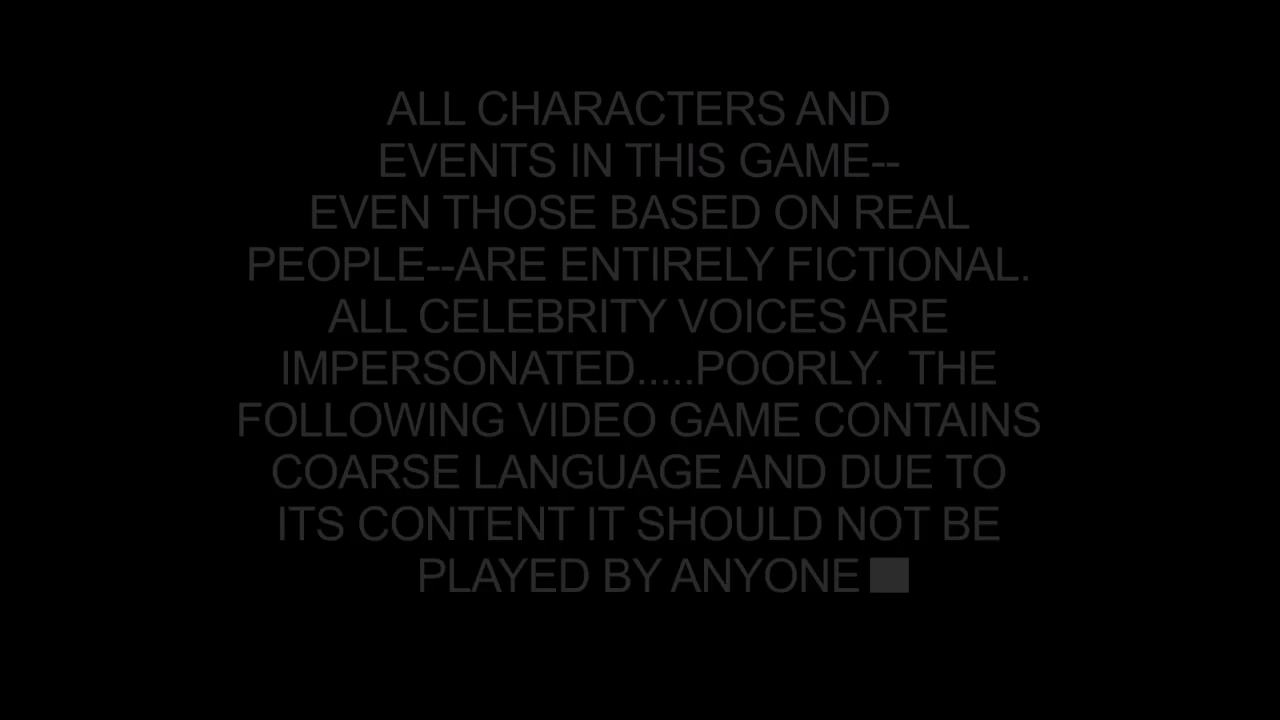 ALL CHARACTERS AND
EVENTS IN THIS GAME--
EVEN THOSE BASED ON REAL
PEOPLE--ARE ENTIRELY FICTIONAL.
ALL CELEBRITY VOICES ARE
IMPERSONATED.....POORLY.  THE
FOLLOWING VIDEO GAME CONTAINS
COARSE LANGUAGE AND DUE TO
ITS CONTENT IT SHOULD NOT BE
PLAYED BY ANYONE ■